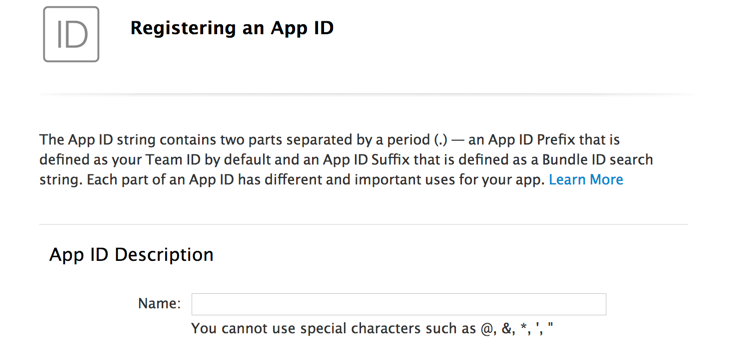 ID
Registering an App ID
The App ID string contains two parts separated by a period (.) — an App ID Prefix that is
defined as your Team ID by default and an App ID Suffix that is defined as a Bundle ID search
string. Each part of an App ID has different and important uses for your app. Learn More
App ID Description
Name:
You cannot use special characters such as @, &, *, ', "